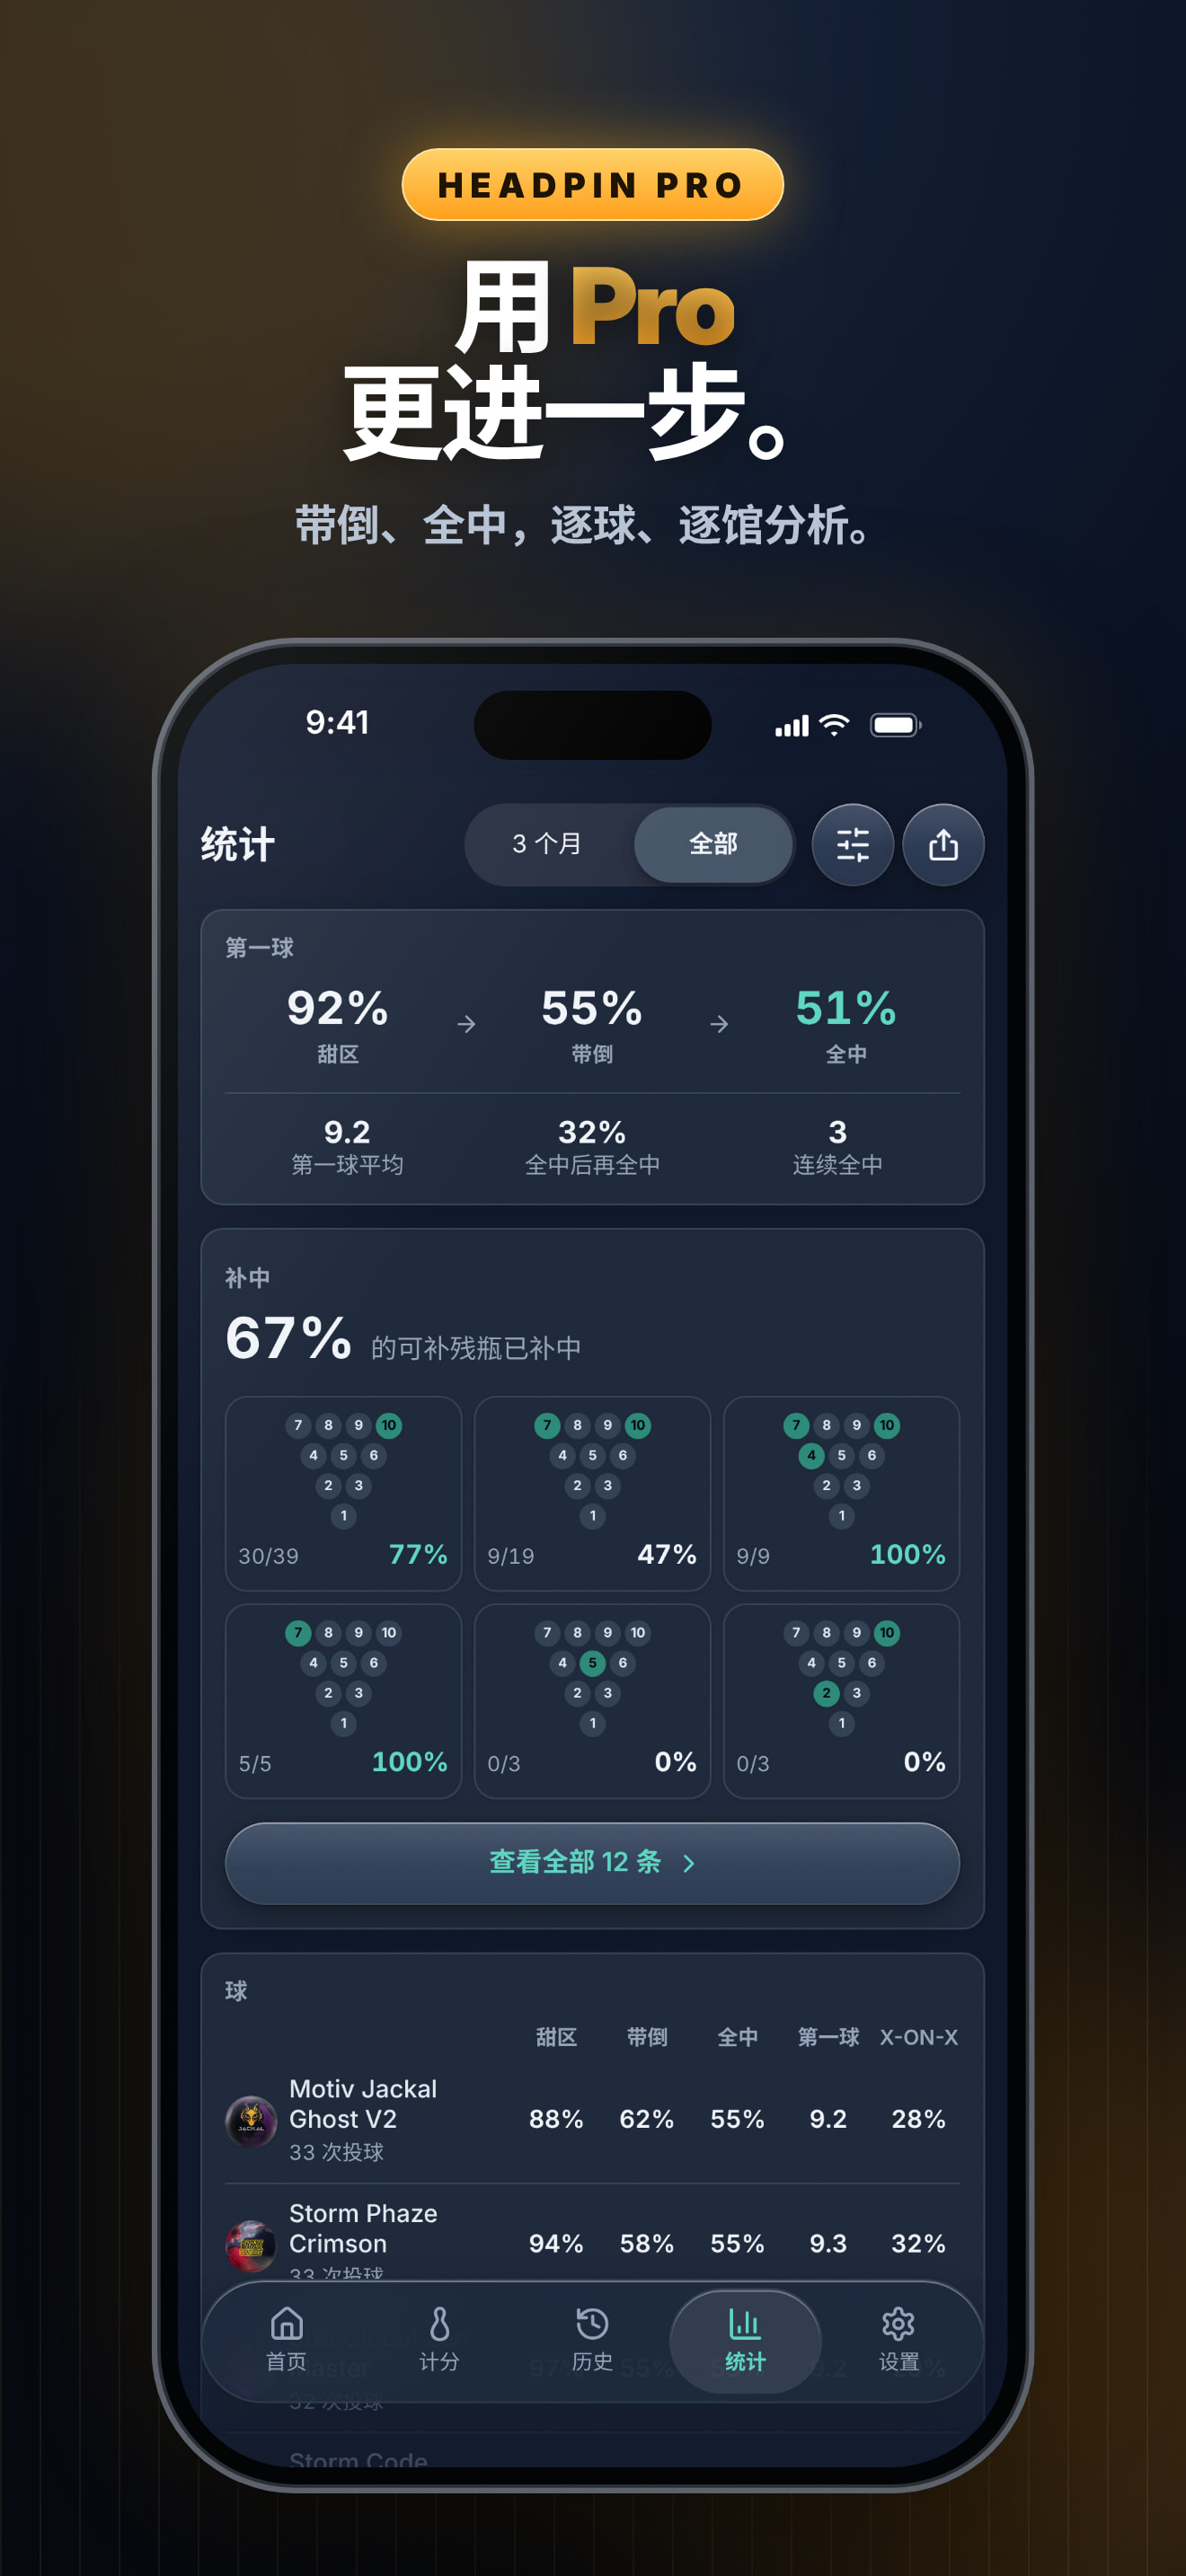 HEADPIN PRO
用 Pro
更进一步。
带倒、全中，逐球、逐馆分析。
9:41
统计
3 个月
全部
第一球
92% → 55% → 51%
甜区 带倒 全中
9.2 32% 3
第一球平均 全中后再全中 连续全中
补中
67% 的可补残瓶已补中
7 8 9 10 7 8 9 10 7 8 9 10
4 5 6 4 5 6 4 5 6
2 3 2 3 2 3
1 1 1
30/39 77% 9/19 47% 9/9 100%
7 8 9 10 7 8 9 10 7 8 9 10
4 5 6 4 5 6 4 5 6
2 3 2 3 2 3
1 1 1
5/5 100% 0/3 0% 0/3 0%
查看全部 12 条
球
甜区 带倒 全中 第一球 X-ON-X
Motiv Jackal
Ghost V2
88% 62% 55% 9.2 28%
33 次投球
Storm Phaze
Crimson
94% 58% 55% 9.3 32%
33 次投球
首页 计分 历史 统计 设置
32 次投球
Storm Code